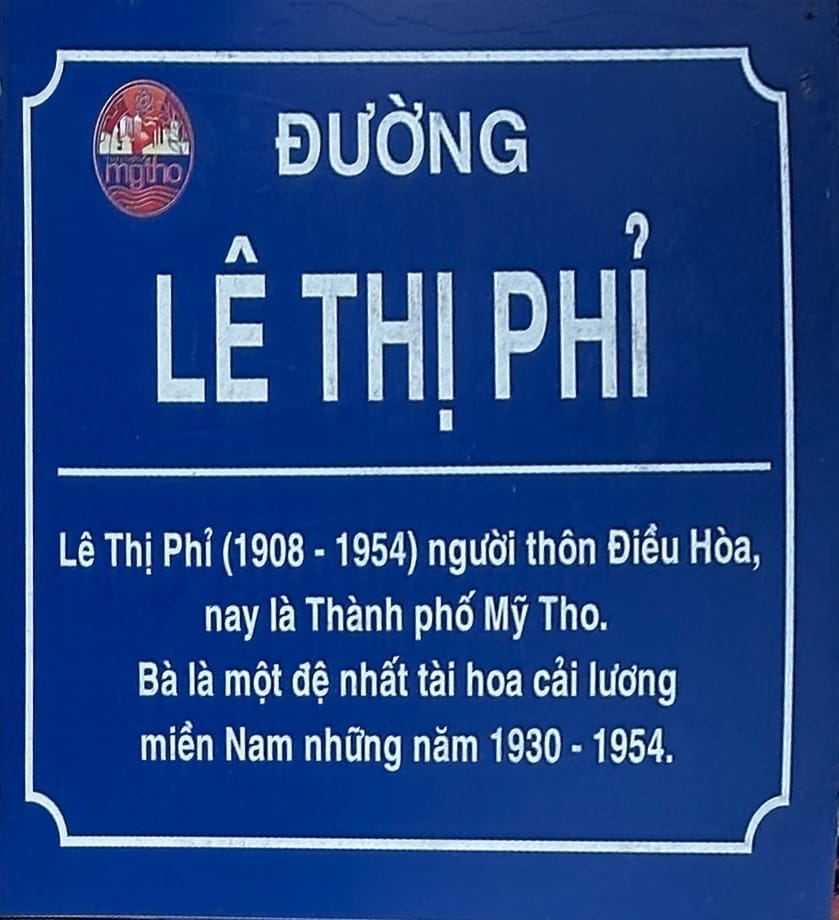 ĐƯỜNG
mỹtho
LÊ THỊ PHỈ
Lê Thị Phỉ (1908 - 1954) người thôn Điều Hòa,
nay là Thành phố Mỹ Tho.
Bà là một đệ nhất tài hoa cải lương
miền Nam những năm 1930 - 1954.